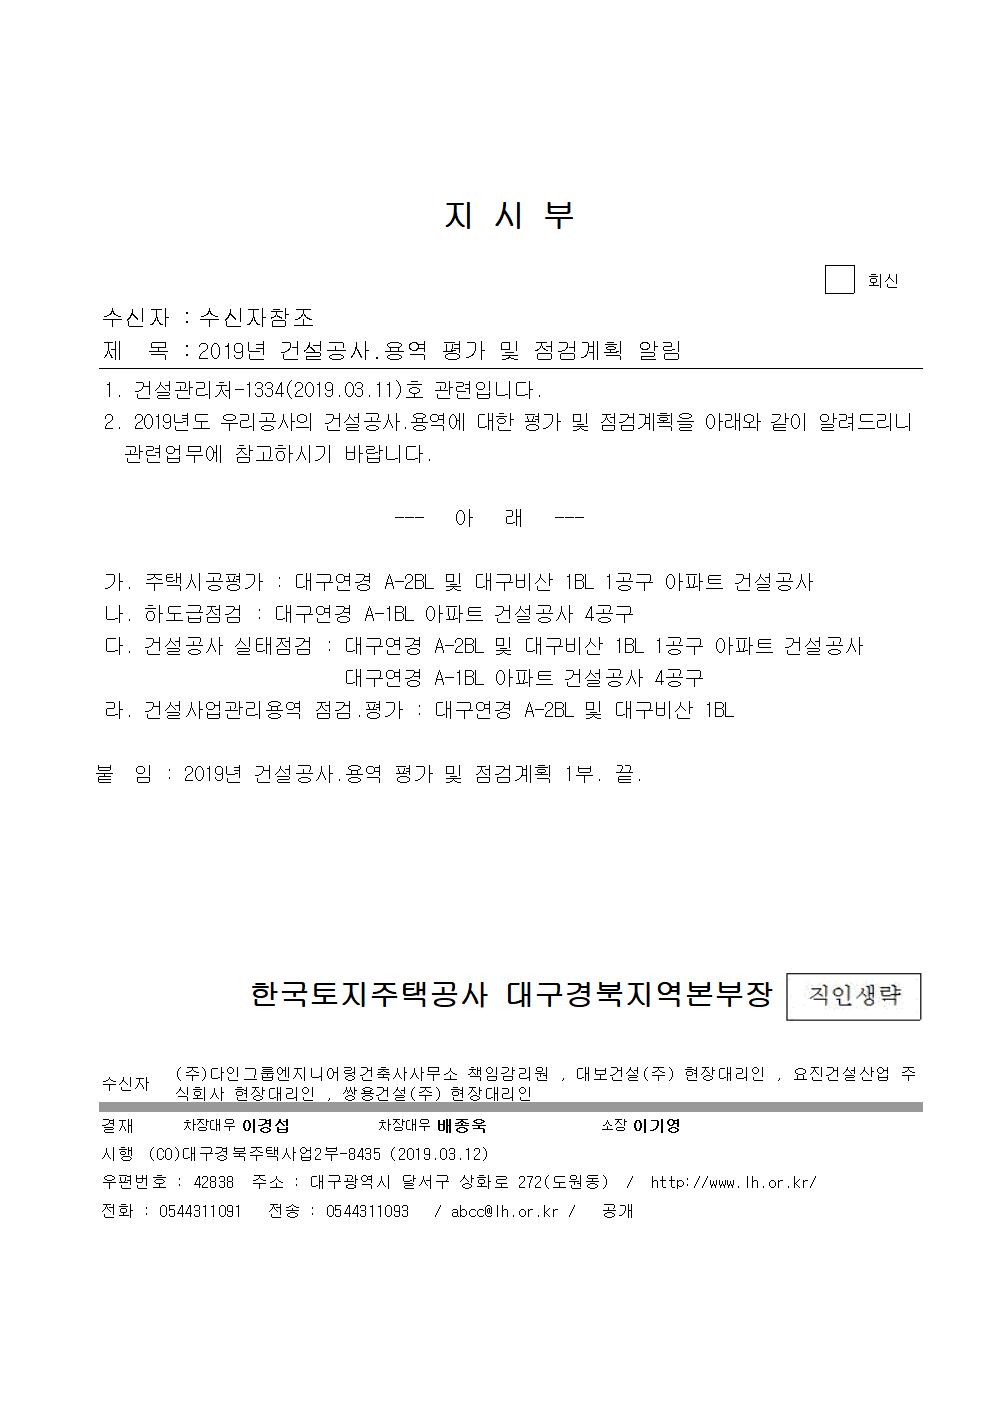 지 시 부
회신
수신자 : 수신자참조
제 목 : 2019년 건설공사.용역 평가 및 점검계획 알림
1. 건설관리처-1334(2019.03.11)호 관련입니다.
2. 2019년도 우리공사의 건설공사.용역에 대한 평가 및 점검계획을 아래와 같이 알려드리니
관련업무에 참고하시기 바랍니다.
--- 아 래 ---
가. 주택시공평가 : 대구연경 A-2BL 및 대구비산 1BL 1공구 아파트 건설공사
나. 하도급점검 : 대구연경 A-1BL 아파트 건설공사 4공구
다. 건설공사 실태점검 : 대구연경 A-2BL 및 대구비산 1BL 1공구 아파트 건설공사
대구연경 A-1BL 아파트 건설공사 4공구
라. 건설사업관리용역 점검.평가 : 대구연경 A-2BL 및 대구비산 1BL
붙 임 : 2019년 건설공사.용역 평가 및 점검계획 1부. 끝.
한국토지주택공사 대구경북지역본부장 직인생략
수신자 (주)다인그룹엔지니어링건축사사무소 책임감리원 , 대보건설(주) 현장대리인 , 요진건설산업 주
식회사 현장대리인 , 쌍용건설(주) 현장대리인
결재 차장대우 이경섭 차장대우 배종욱 소장 이기영
시행 (CO)대구경북주택사업2부-8435 (2019.03.12)
우편번호 : 42838 주소 : 대구광역시 달서구 상화로 272(도원동) / http://www.lh.or.kr/
전화 : 0544311091 전송 : 0544311093 / abcc@lh.or.kr / 공개